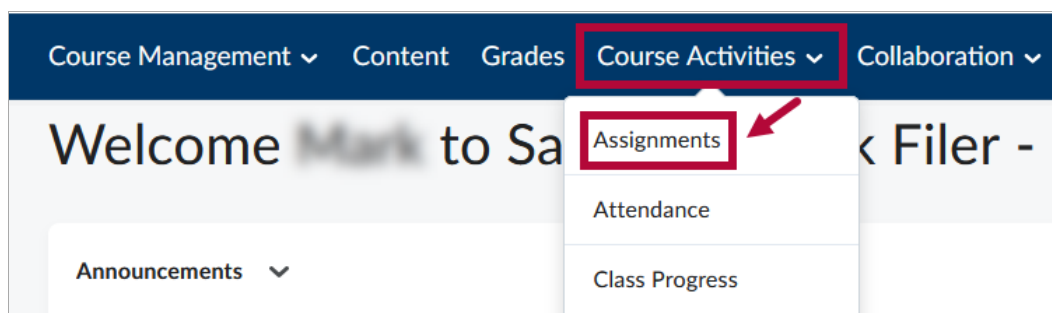 Course Management Content Grades Course Activities Collaboration
Welcome to Sa k Filer -
Assignments
Attendance
Class Progress
Announcements